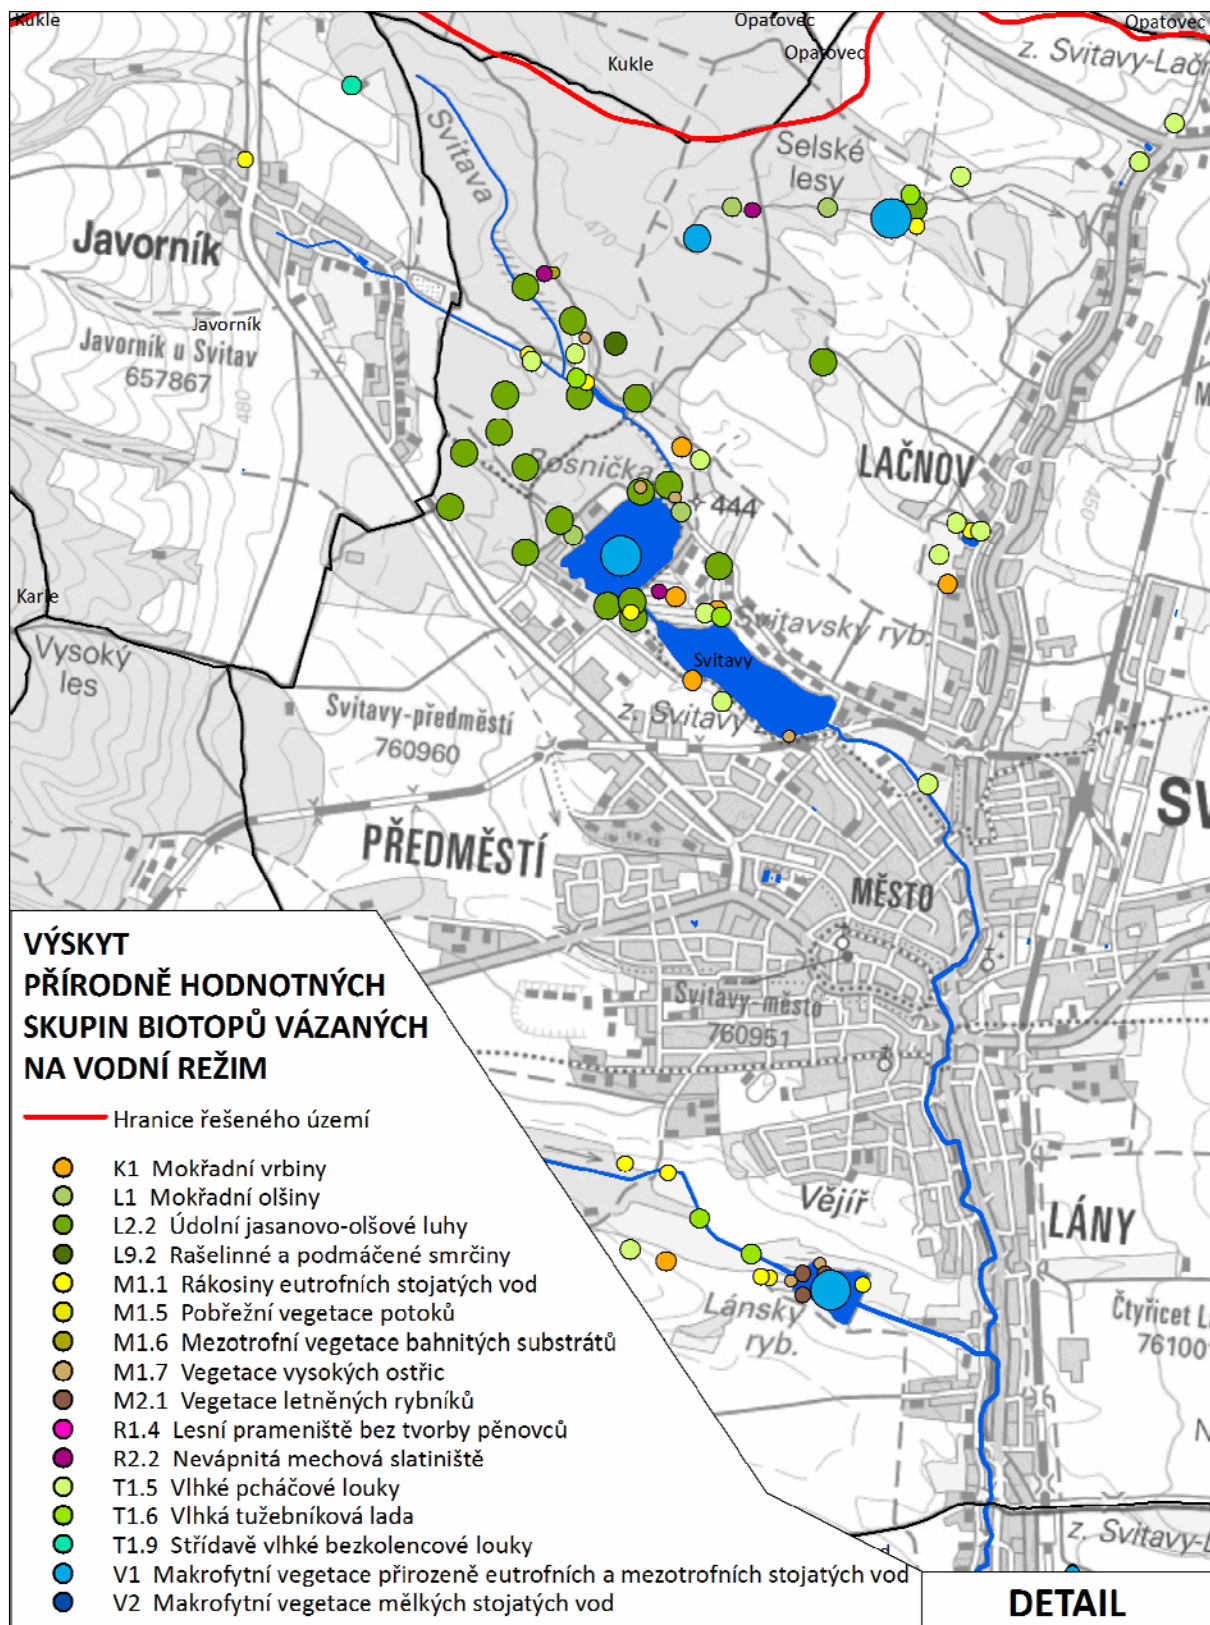 Kukle
Opatovec
Opatovec
Opatovec
Kukle
z. Svitavy-Lačn
Svitava
Selské
lesy
470
Javorník
Javorník
Javorník u Svitav
657867
480
Rosnička
444
LAČNOV
450
M
Karle
Vysoký
les
Svitavský ryb.
Svitavy
Svitavy-předměstí
760960
z. Svitavy z
SV
PŘEDMĚSTÍ
MĚSTO
Svitavy-město
760951
VÝSKYT
PŘÍRODNĚ HODNOTNÝCH
SKUPIN BIOTOPŮ VÁZANÝCH
NA VODNÍ REŽIM
Hranice řešeného území
K1 Mokřadní vrbiny
L1 Mokřadní olšiny
L2.2 Údolní jasanovo-olšové luhy
L9.2 Rašelinné a podmáčené smrčiny
M1.1 Rákosiny eutrofních stojatých vod
M1.5 Pobřežní vegetace potoků
M1.6 Mezotrofní vegetace bahnitých substrátů
M1.7 Vegetace vysokých ostřic
M2.1 Vegetace letněných rybníků
R1.4 Lesní prameniště bez tvorby pěnovců
R2.2 Nevápnitá mechová slatiniště
T1.5 Vlhké pcháčové louky
T1.6 Vlhká tužebníková lada
T1.9 Střídavě vlhké bezkolencové louky
V1 Makrofytní vegetace přirozeně eutrofních a mezotrofních stojatých vod
V2 Makrofytní vegetace mělkých stojatých vod
Vějíř
LÁNY
Lánský
ryb.
Čtyřicet L
76100
N
z. Svitavy-L
d
DETAIL